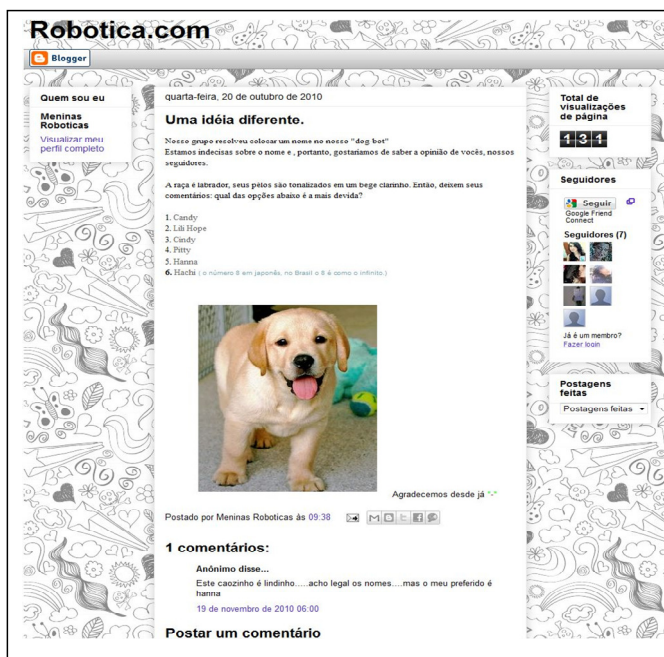 Robotica.com
Blogger
Quem sou eu
Meninas
Roboticas
Visualizar meu
perfil completo
quarta-feira, 20 de outubro de 2010
Uma idéia diferente.
Nosso grupo resolveu colocar um nome no nosso "dog bot"
Estamos indecisas sobre o nome e , portanto, gostaríamos de saber a opinião de vocês, nossos
seguidores.
A raça é labrador, seus pelos são tonalizados em um bege clarinho. Então, deixem seus
comentários: qual das opções abaixo é a mais devida?
1. Candy
2. Lili Hope
3. Cindy
4. Pitty
5. Hanna
6. Hachi ( o número 8 em japonês, no Brasil o 8 é como o infinito.)
Agradecemos desde já ^-^
Postado por Meninas Roboticas às 09:38
1 comentários:
Anônimo disse...
Este caozinho é lindinho.....acho legal os nomes....mas o meu preferido é
hanna
19 de novembro de 2010 06:00
Postar um comentário
Total de
visualizações
de página
131
Seguidores
Seguir
Google Friend
Connect
Seguidores (7)
Já é um membro?
Fazer login
Postagens
feitas
Postagens feitas